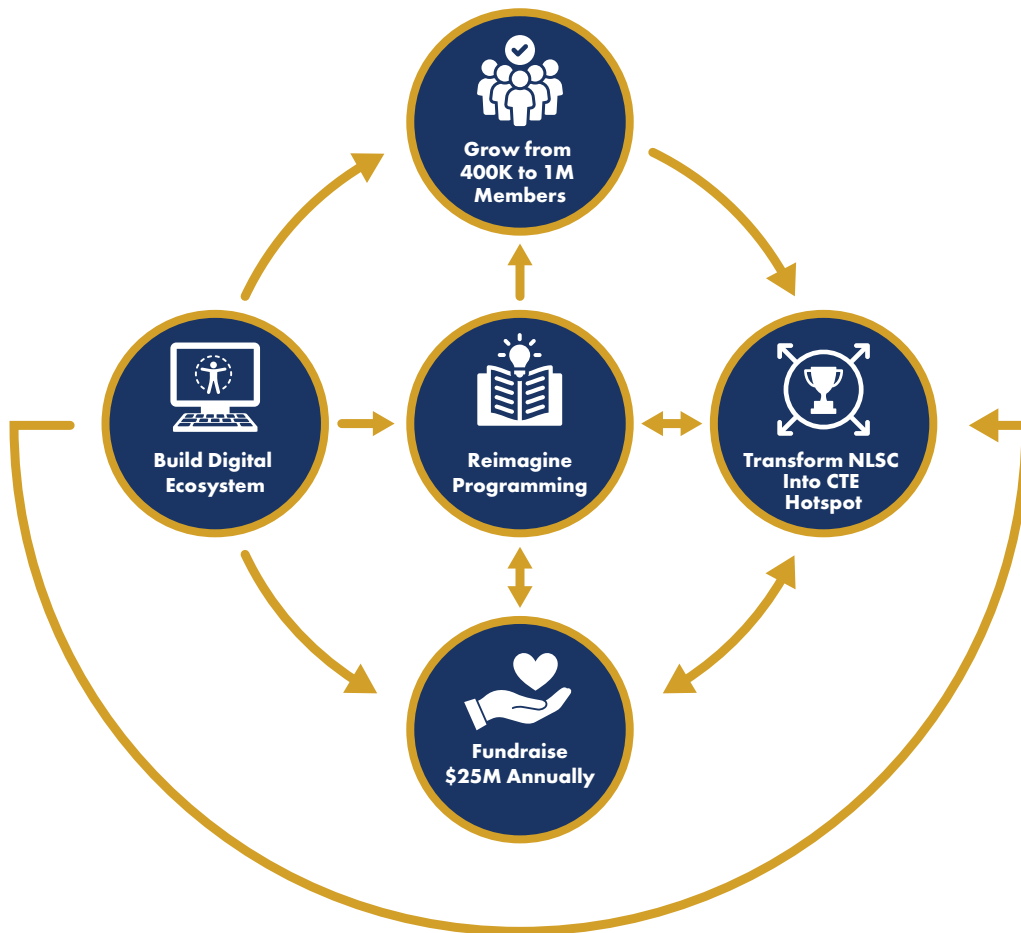 Grow from
400K to 1M
Members
Build Digital
Ecosystem
Reimagine
Programming
Transform NLSC
Into CTE
Hotspot
Fundraise
$25M Annually